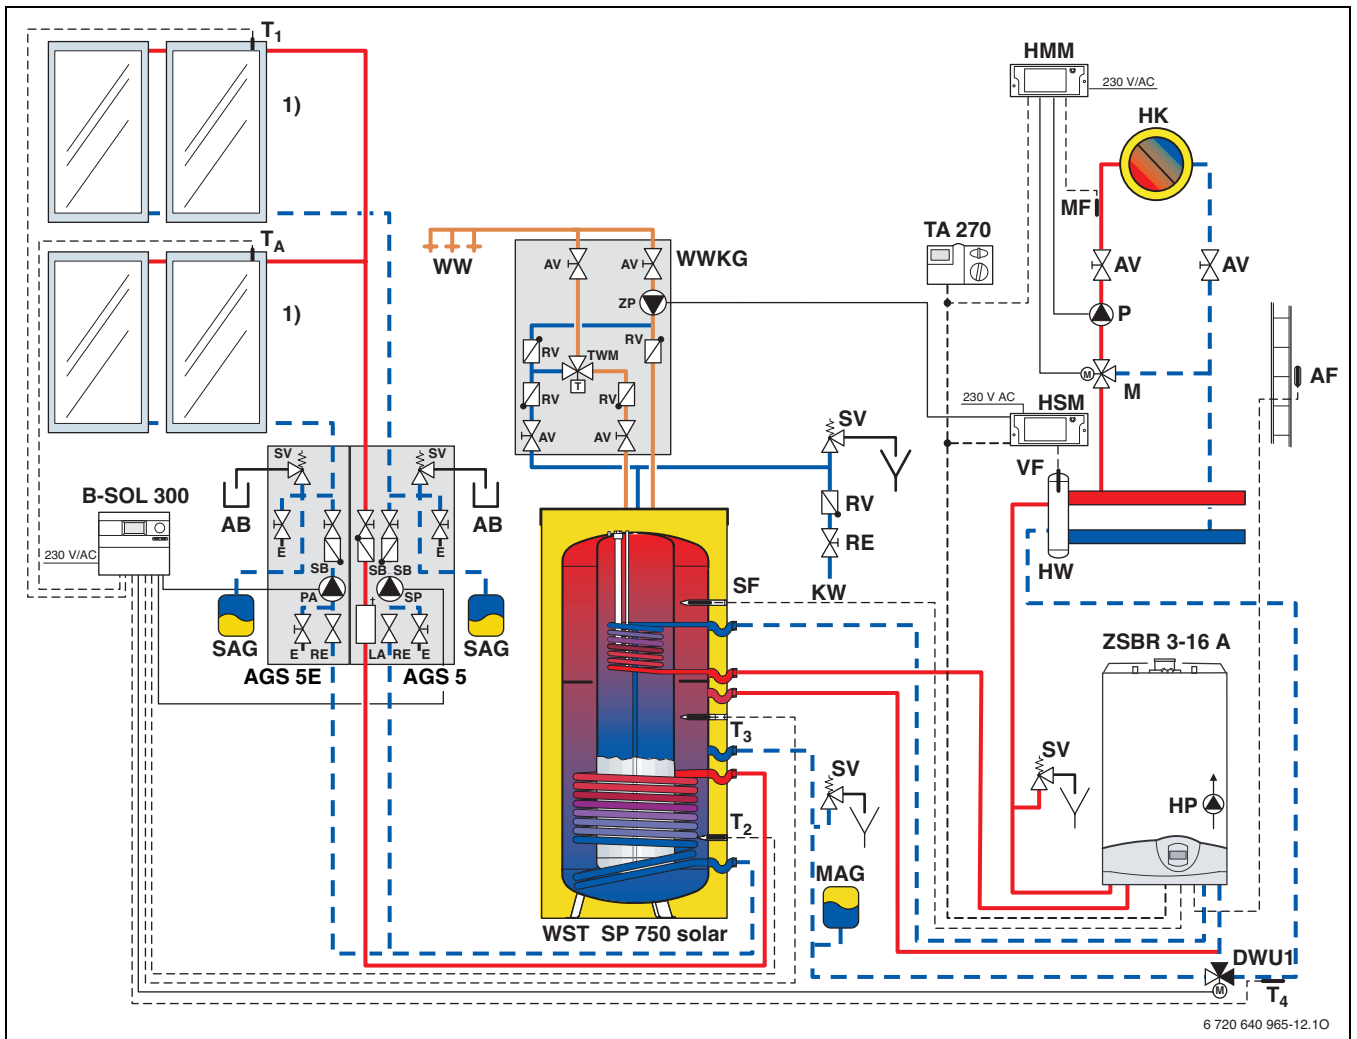 T1
1)
TA
1)
HMM
230 V/AC
HK
MF
TA 270
AV
AV
P
M
M
AF
WW
WWKG
AV
AV
ZP
RV
RV
TWM
T
RV
RV
AV
AV
230 V AC
HSM
VF
HW
SV
RV
RE
KW
B-SOL 300
230 V/AC
SV
SV
AB
AB
E
E
SB
SB SB
PA
SP
SAG
SAG
E RE
LA RE E
AGS 5E
AGS 5
SF
T3
T2
SV
MAG
WST SP 750 solar
ZSBR 3-16 A
SV
HP
DWU1
M
T4
6 720 640 965-12.1O